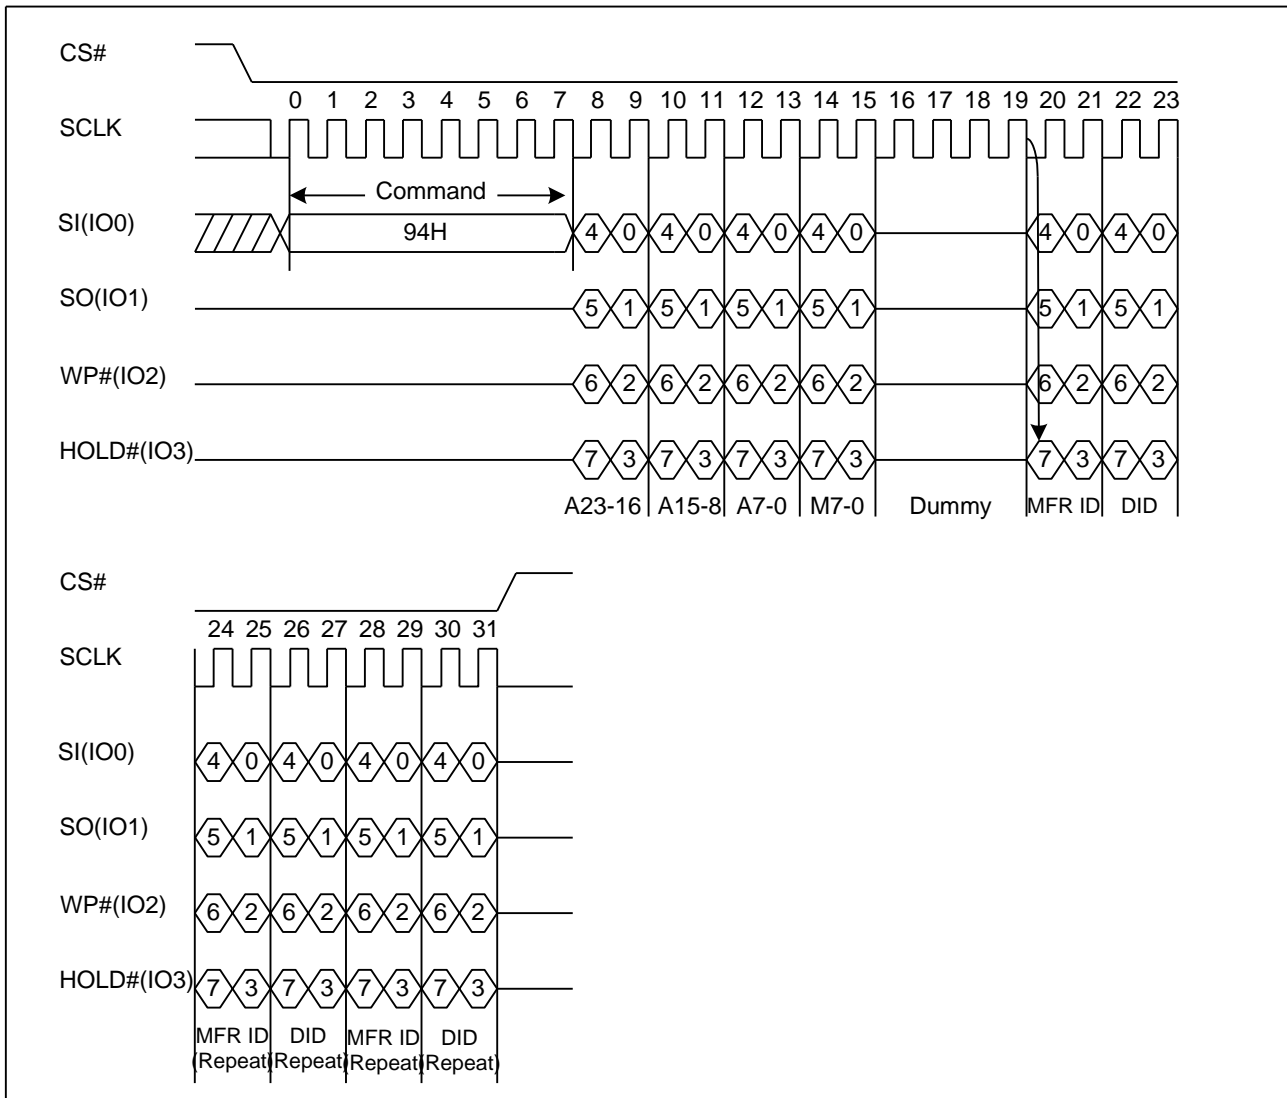 CS#
0 1 2 3 4 5 6 7 8 9 10 11 12 13 14 15 16 17 18 19 20 21 22 23
SCLK
Command
SI(IO0)
94H
4 0 4 0 4 0 4 0 4 0 4 0
SO(IO1)
5 1 5 1 5 1 5 1 5 1 5 1
WP#(IO2)
6 2 6 2 6 2 6 2 6 2 6 2
HOLD#(IO3)
7 3 7 3 7 3 7 3 7 3 7 3
A23-16 A15-8 A7-0 M7-0 Dummy MFR ID DID
CS#
24 25 26 27 28 29 30 31
SCLK
SI(IO0)
4 0 4 0 4 0 4 0
SO(IO1)
5 1 5 1 5 1 5 1
WP#(IO2)
6 2 6 2 6 2 6 2
HOLD#(IO3)
7 3 7 3 7 3 7 3
MFR ID DID MFR ID DID
(Repeat) (Repeat) (Repeat) (Repeat)